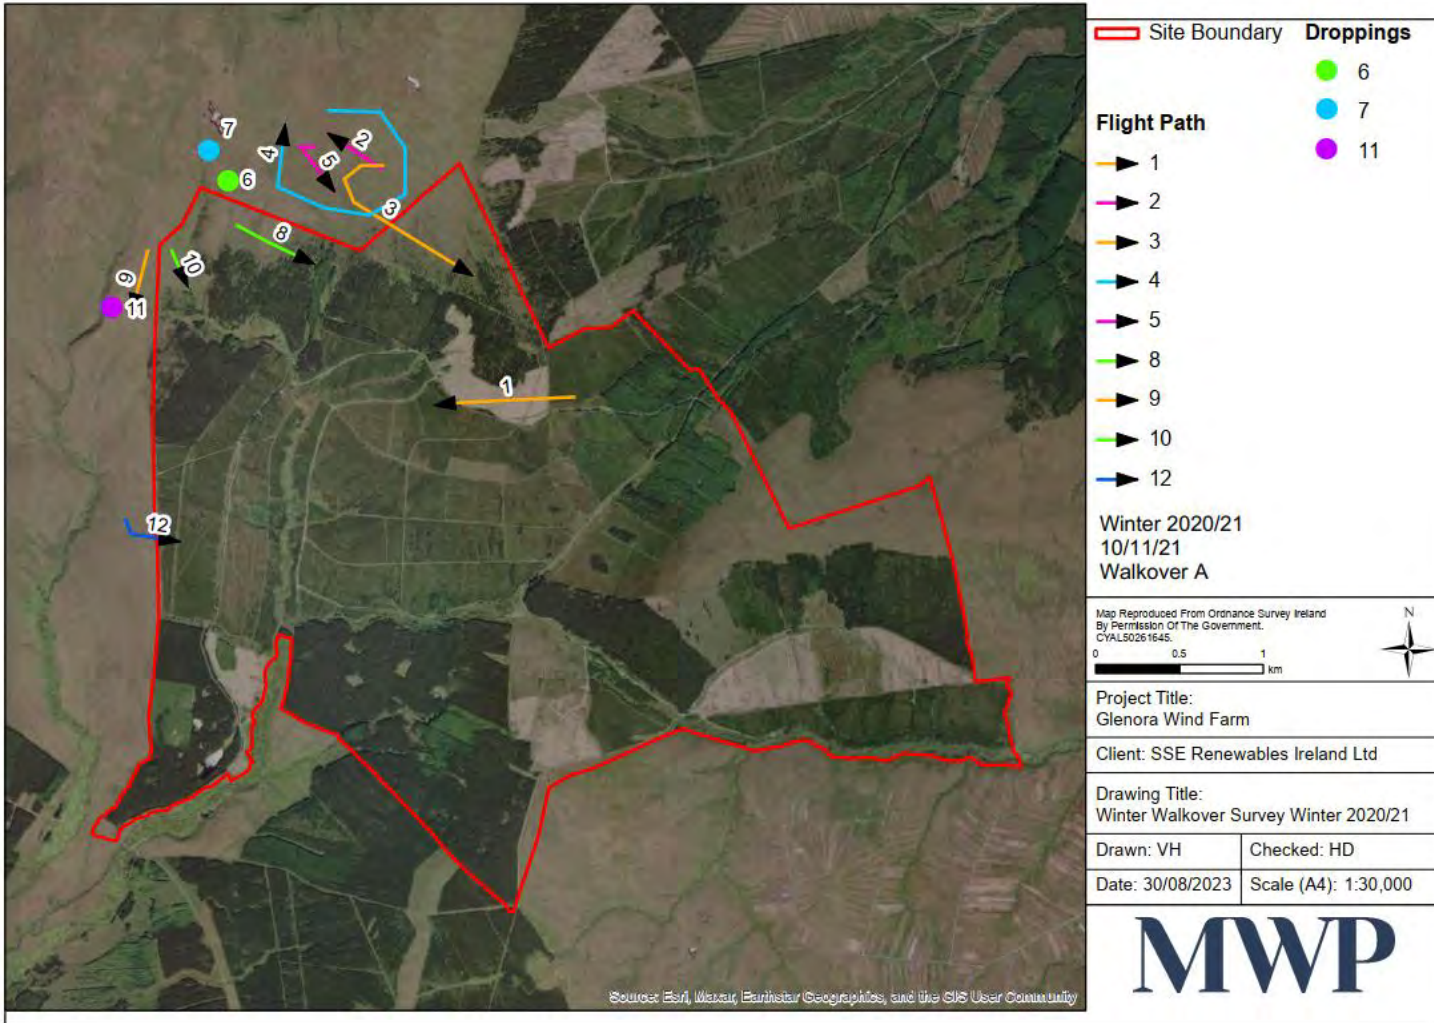 7
6
4
5
2
3
8
10
9
11
1
12
Source: Esri, Maxar, Earthstar Geographics, and the GIS User Community
Site Boundary
Droppings
6
7
11
Flight Path
1
2
3
4
5
8
9
10
12
Winter 2020/21
10/11/21
Walkover A
Map Reproduced From Ordnance Survey Ireland
By Permission Of The Government.
CYAL50261645.
N
0 0.5 1
km
Project Title:
Glenora Wind Farm
Client: SSE Renewables Ireland Ltd
Drawing Title:
Winter Walkover Survey Winter 2020/21
Drawn: VH
Checked: HD
Date: 30/08/2023
Scale (A4): 1:30,000
MWP